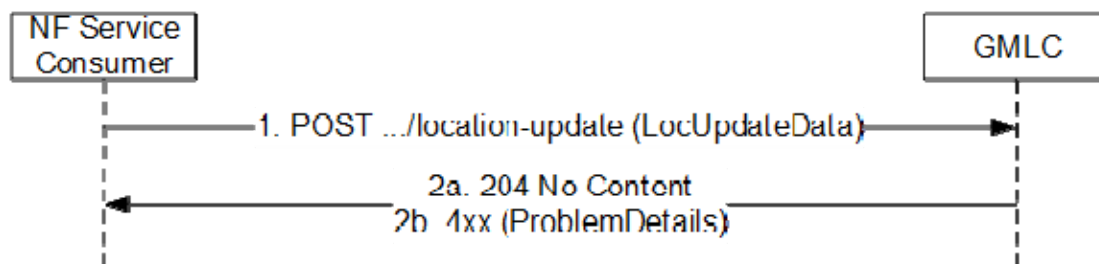 NF Service
Consumer
GMLC
1. POST .../location-update (LocUpdateData)
2a. 204 No Content
2b. 4xx (ProblemDetails)